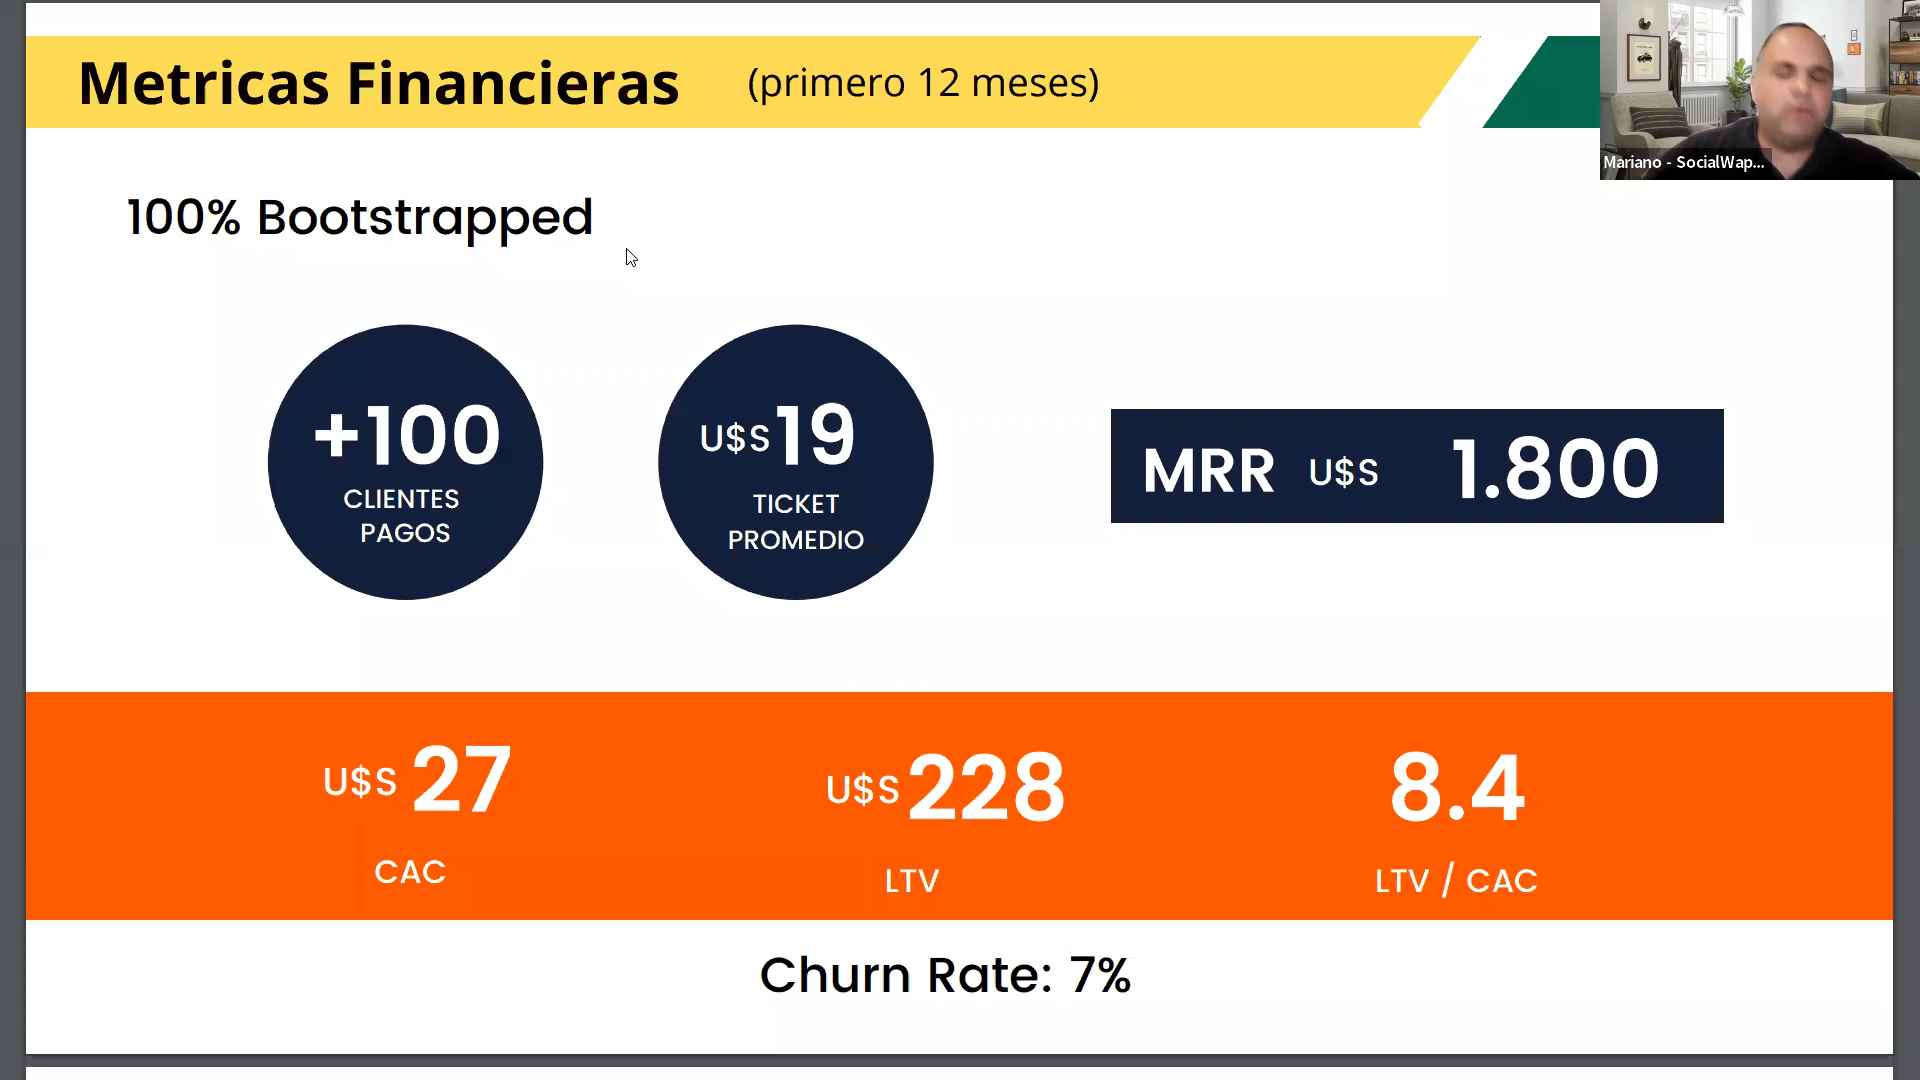 Metricas Financieras (primero 12 meses)
Mariano - SocialWap...
100% Bootstrapped
+100
CLIENTES
PAGOS
U$S 19
TICKET
PROMEDIO
MRR U$S 1.800
U$S 27
CAC
U$S 228
LTV
8.4
LTV / CAC
Churn Rate: 7%